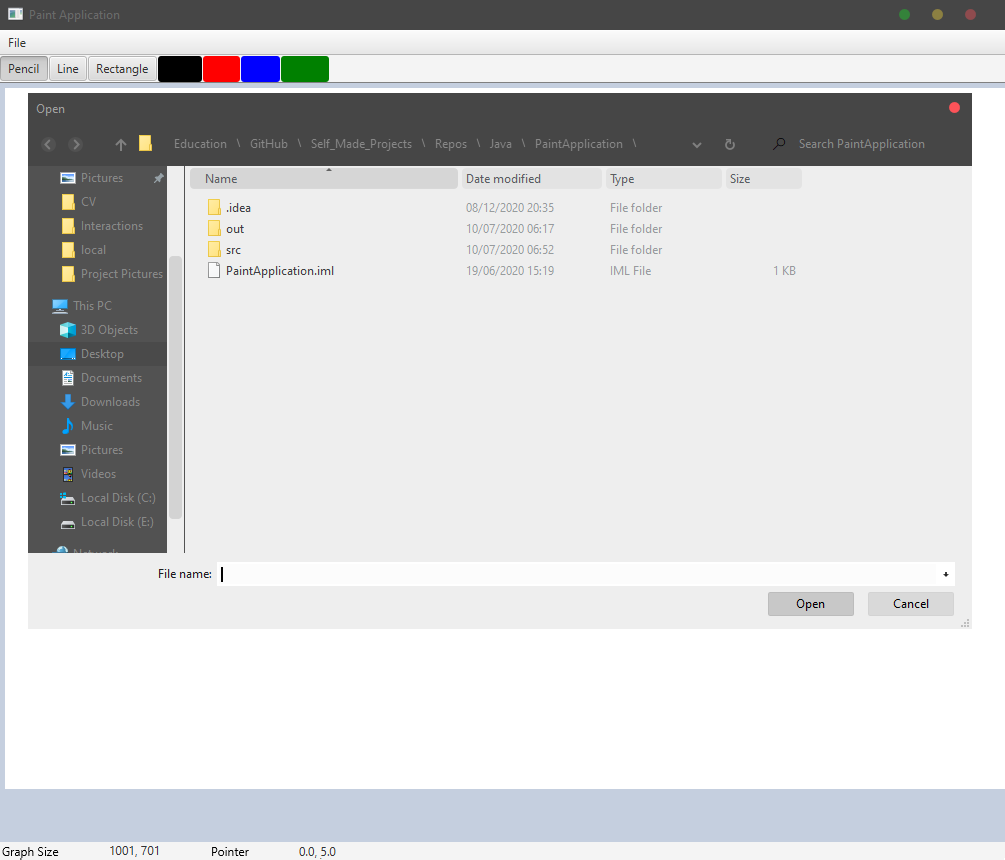 Paint Application
File
Pencil Line Rectangle
Open
Education \ GitHub \ Self_Made_Projects \ Repos \ Java \ PaintApplication \ Search PaintApplication
Name Date modified Type Size
Pictures
CV
Interactions
local
Project Pictures
This PC
3D Objects
Desktop
Documents
Downloads
Music
Pictures
Videos
Local Disk (C:)
Local Disk (E:)
Network
.idea 08/12/2020 20:35 File folder
out 10/07/2020 06:17 File folder
src 10/07/2020 06:52 File folder
PaintApplication.iml 19/06/2020 15:19 IML File 1 KB
File name:
Open Cancel
Graph Size 1001, 701 Pointer 0.0, 5.0